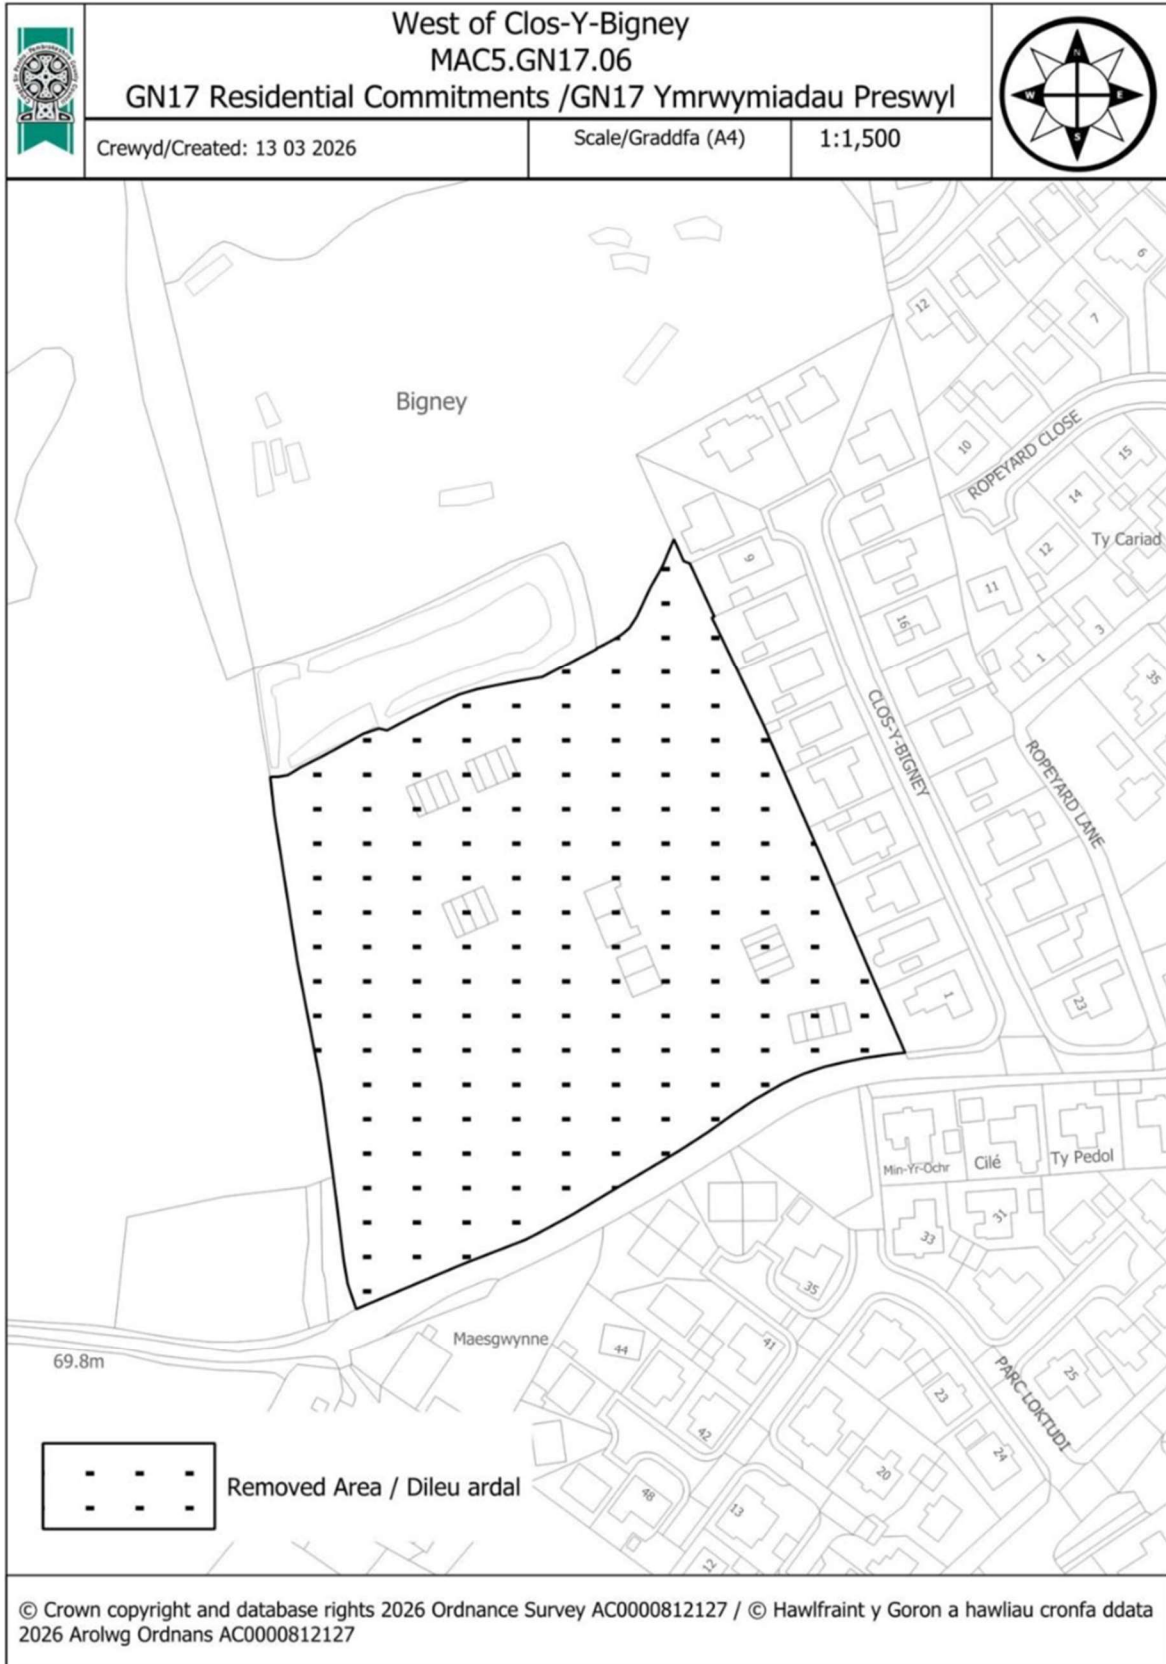 West of Clos-Y-Bigney
MAC5.GN17.06
GN17 Residential Commitments /GN17 Ymrwymiadau Preswyl
Crewyd/Created: 13 03 2026
Scale/Graddfa (A4)
1:1,500
N
W
E
S
6
12
7
Bigney
10
ROPEYARD CLOSE
15
14
Ty Cariad
12
9
11
16
3
1
35
CLOS-Y-BIGNEY
ROPEYARD LANE
1
23
Min-Yr-Ochr
Cilé
Ty Pedol
31
33
35
Maesgwynne
44
41
69.8m
PARC LOKTUDI
25
23
42
24
20
48
13
12
Removed Area / Dileu ardal
© Crown copyright and database rights 2026 Ordnance Survey AC0000812127 / © Hawlfraint y Goron a hawliau cronfa ddata
2026 Arolwg Ordnans AC0000812127